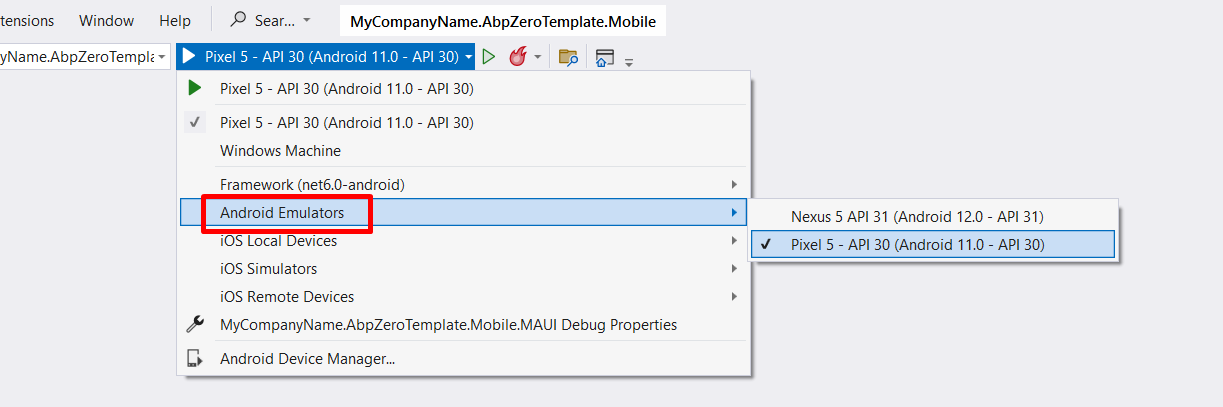 tensions Window Help Sear... MyCompanyName.AbpZeroTemplate.Mobile
yName.AbpZeroTempla Pixel 5 - API 30 (Android 11.0 - API 30)
Pixel 5 - API 30 (Android 11.0 - API 30)
Pixel 5 - API 30 (Android 11.0 - API 30)
Windows Machine
Framework (net6.0-android)
Android Emulators
Nexus 5 API 31 (Android 12.0 - API 31)
Pixel 5 - API 30 (Android 11.0 - API 30)
iOS Local Devices
iOS Simulators
iOS Remote Devices
MyCompanyName.AbpZeroTemplate.Mobile.MAUI Debug Properties
Android Device Manager...